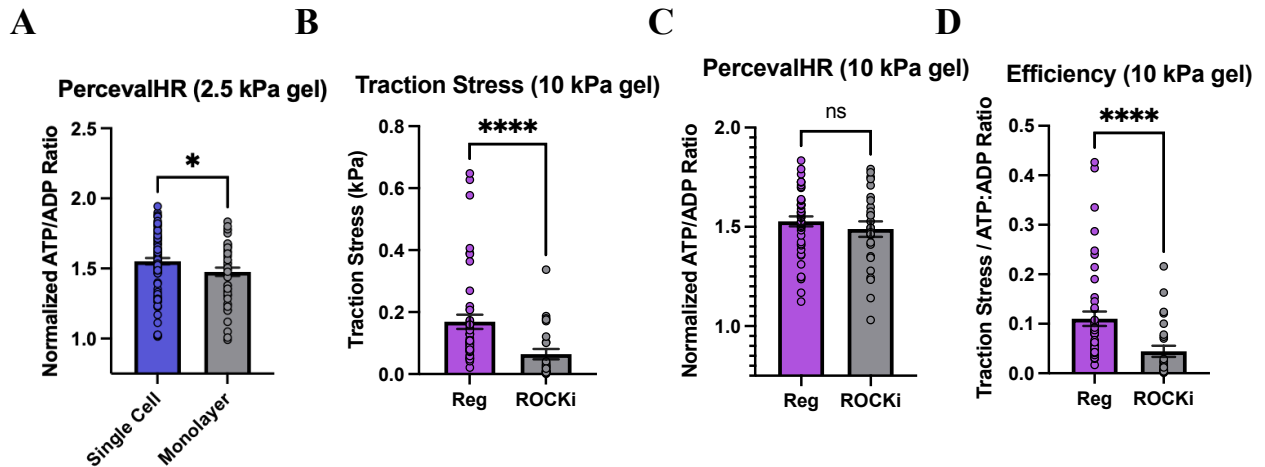 A
B
C
D
PercevalHR (2.5 kPa gel)
Normalized ATP/ADP Ratio
2.5
2.0
1.5
1.0
*
Single Cell
Monolayer
Traction Stress (10 kPa gel)
Traction Stress (kPa)
0.8
0.6
0.4
0.2
0.0
****
Reg
ROCKi
PercevalHR (10 kPa gel)
Normalized ATP/ADP Ratio
2.0
1.5
1.0
ns
Reg
ROCKi
Efficiency (10 kPa gel)
Traction Stress / ATP:ADP Ratio
0.5
0.4
0.3
0.2
0.1
0.0
****
Reg
ROCKi